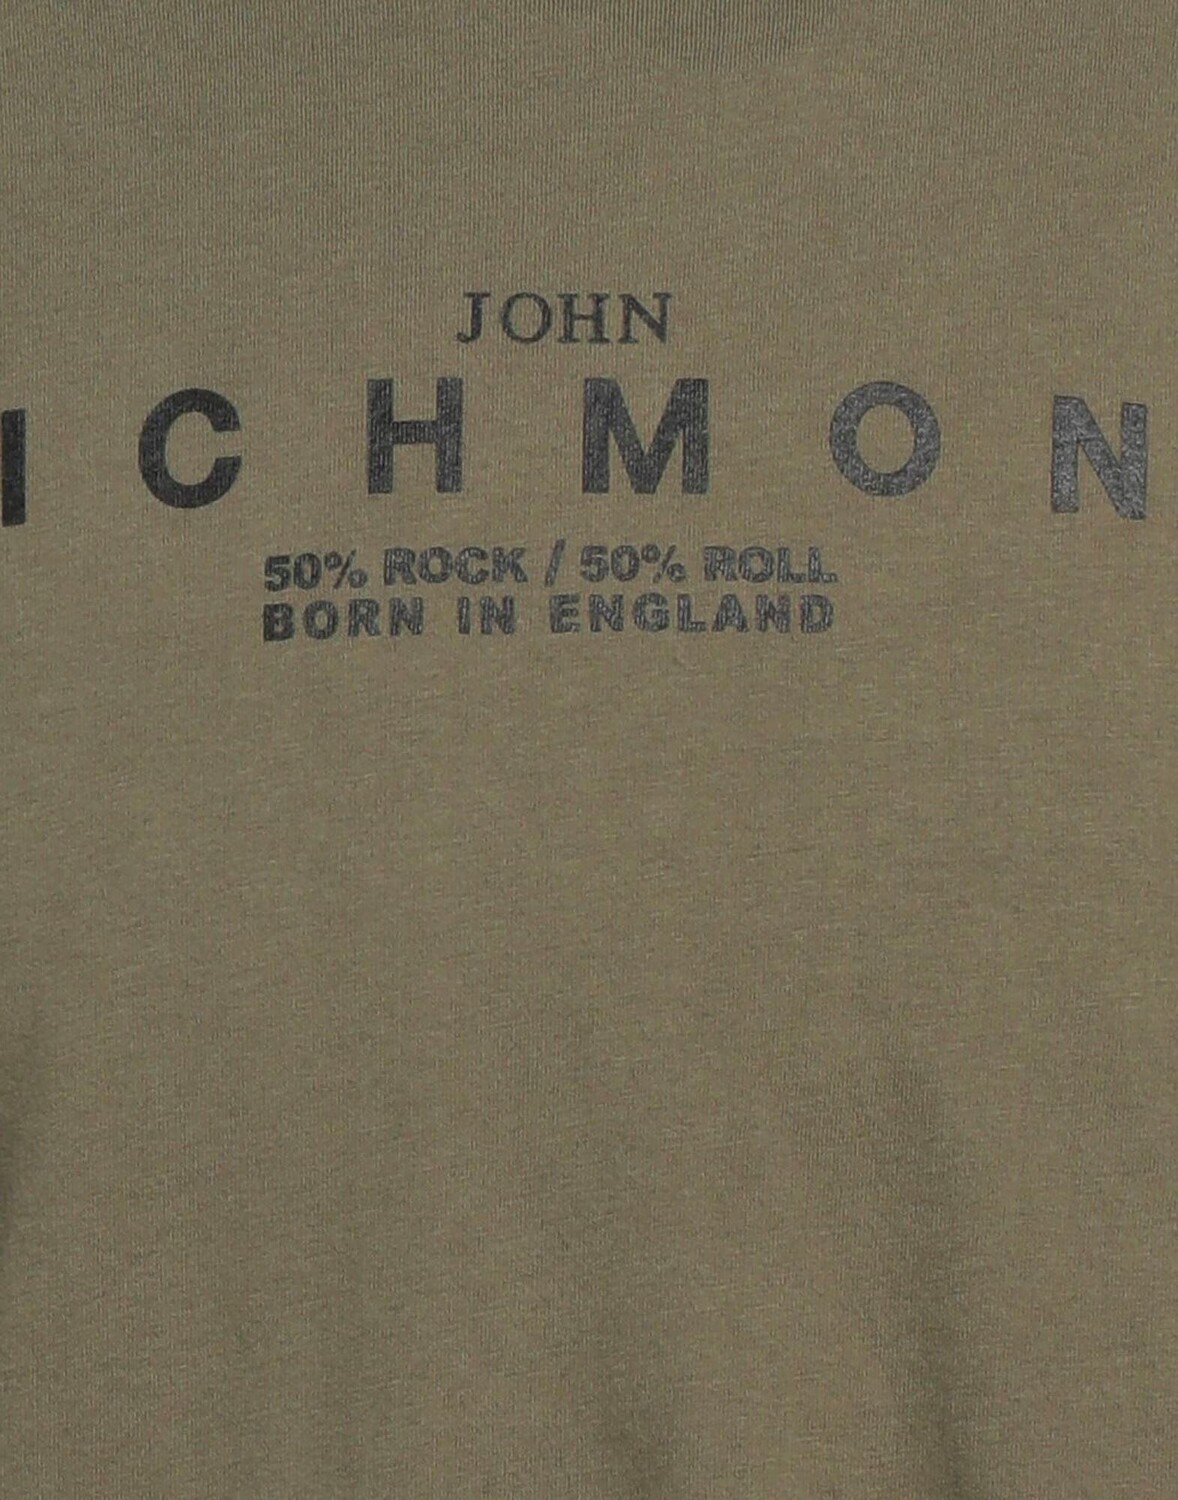 JOHN
ICHMON
50% ROCK / 50% ROLL
BORN IN ENGLAND